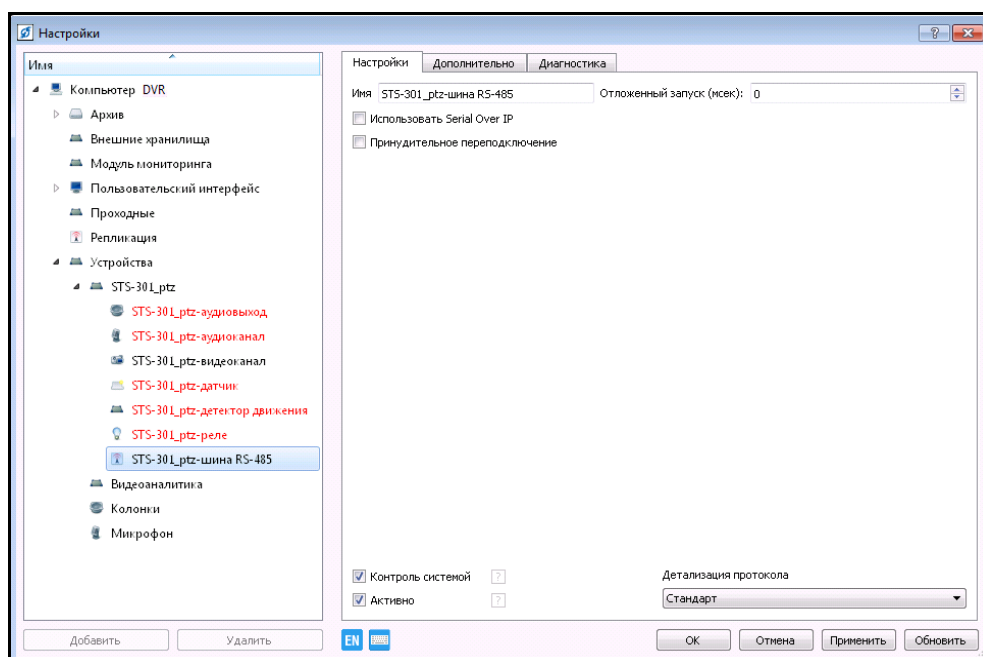 Настройки
?
Имя
Компьютер DVR
Архив
Внешние хранилища
Модуль мониторинга
Пользовательский интерфейс
Проходные
Репликация
Устройства
STS-301_ptz
STS-301_ptz-аудиовыход
STS-301_ptz-аудиоканал
STS-301_ptz-видеоканал
STS-301_ptz-датчик
STS-301_ptz-детектор движения
STS-301_ptz-реле
STS-301_ptz-шина RS-485
Видеоаналитика
Колонки
Микрофон
Добавить Удалить
Настройки Дополнительно Диагностика
Имя STS-301_ptz-шина RS-485 Отложенный запуск (мсек): 0
Использовать Serial Over IP
Принудительное переподключение
Контроль системой ? Детализация протокола
Активно ? Стандарт
EN ОК Отмена Применить Обновить